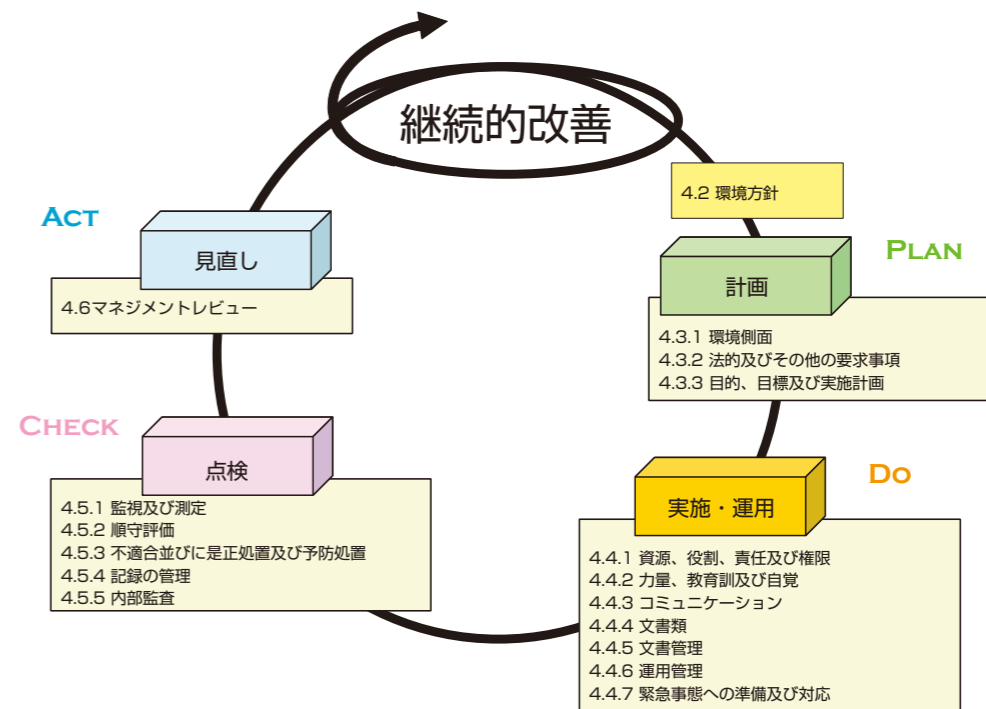 継続的改善
4.2 環境方針
PLAN
計画
4.3.1 環境側面
4.3.2 法的及びその他の要求事項
4.3.3 目的、目標及び実施計画
DO
実施・運用
4.4.1 資源、役割、責任及び権限
4.4.2 力量、教育訓及び自覚
4.4.3 コミュニケーション
4.4.4 文書類
4.4.5 文書管理
4.4.6 運用管理
4.4.7 緊急事態への準備及び対応
CHECK
点検
4.5.1 監視及び測定
4.5.2 順守評価
4.5.3 不適合並びに是正処置及び予防処置
4.5.4 記録の管理
4.5.5 内部監査
ACT
見直し
4.6マネジメントレビュー